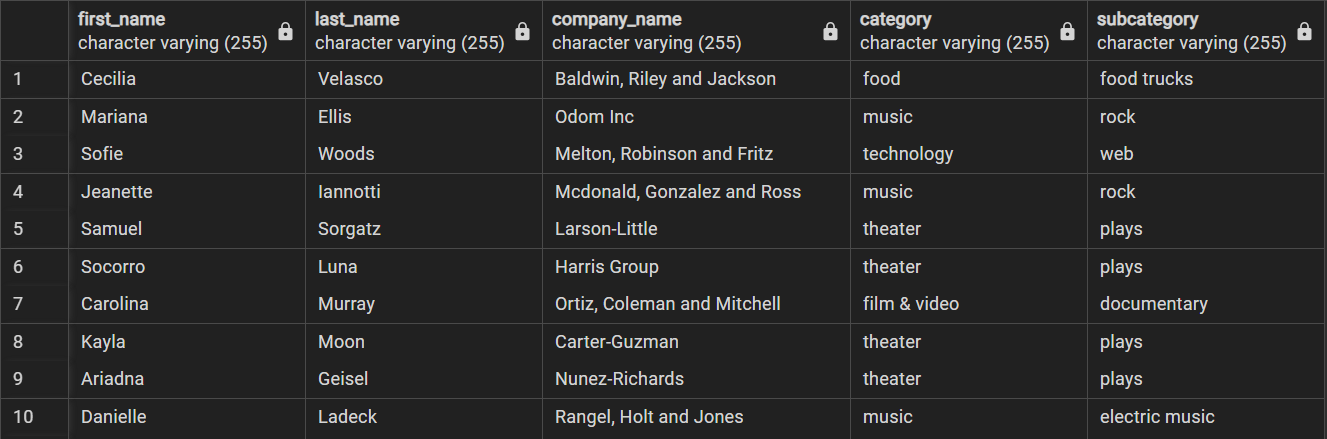 first_name last_name company_name category subcategory
character varying (255) character varying (255) character varying (255) character varying (255) character varying (255)
1 Cecilia Velasco Baldwin, Riley and Jackson food food trucks
2 Mariana Ellis Odom Inc music rock
3 Sofie Woods Melton, Robinson and Fritz technology web
4 Jeanette Iannotti Mcdonald, Gonzalez and Ross music rock
5 Samuel Sorgatz Larson-Little theater plays
6 Socorro Luna Harris Group theater plays
7 Carolina Murray Ortiz, Coleman and Mitchell film & video documentary
8 Kayla Moon Carter-Guzman theater plays
9 Ariadna Geisel Nunez-Richards theater plays
10 Danielle Ladeck Rangel, Holt and Jones music electric music